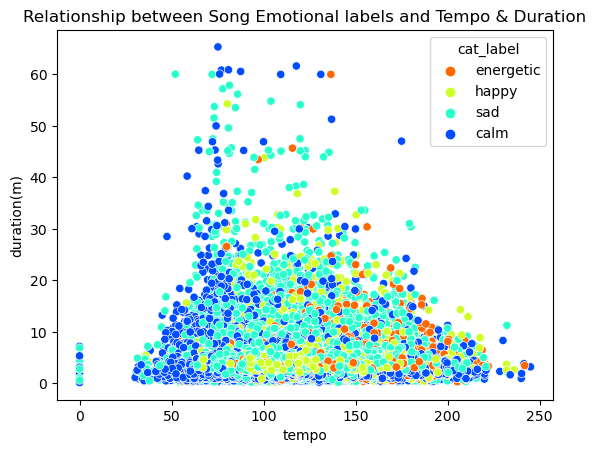 Relationship between Song Emotional labels and Tempo & Duration
cat_label
energetic
happy
sad
calm
duration(m)
60
50
40
30
20
10
0
0 50 100 150 200 250
tempo